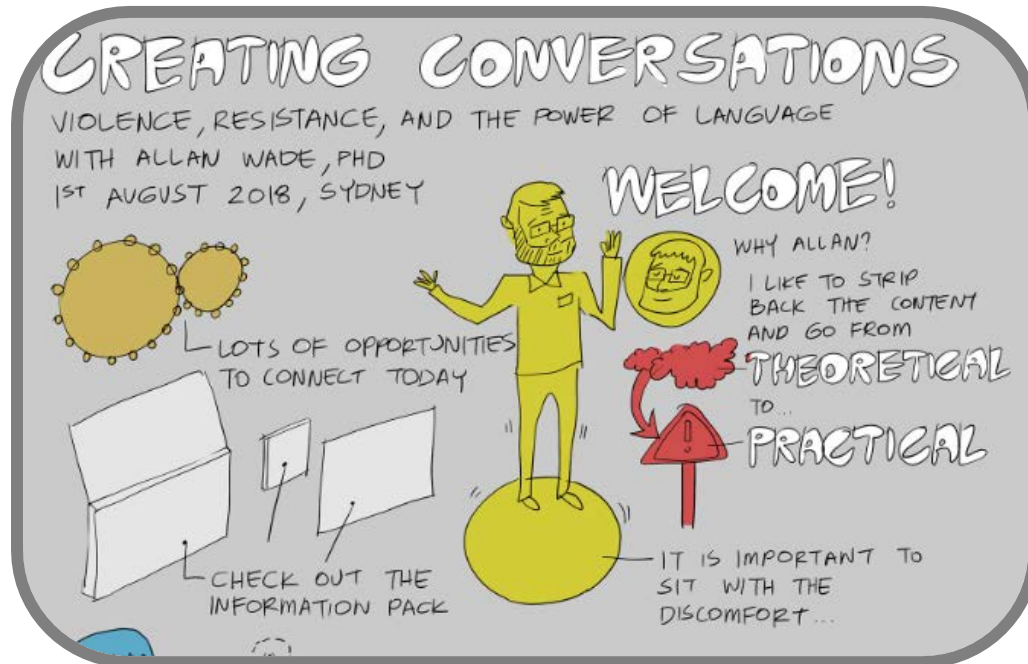 CREATING CONVERSATIONS
VIOLENCE, RESISTANCE, AND THE POWER OF LANGUAGE
WITH ALLAN WADE, PHD
1ST AUGUST 2018, SYDNEY
WELCOME!
WHY ALLAN?
I LIKE TO STRIP
BACK THE CONTENT
AND GO FROM
THEORETICAL
TO...
PRACTICAL
!
LOTS OF OPPORTUNITIES
TO CONNECT TODAY
CHECK OUT THE
INFORMATION PACK
IT IS IMPORTANT TO
SIT WITH THE
DISCOMFORT...